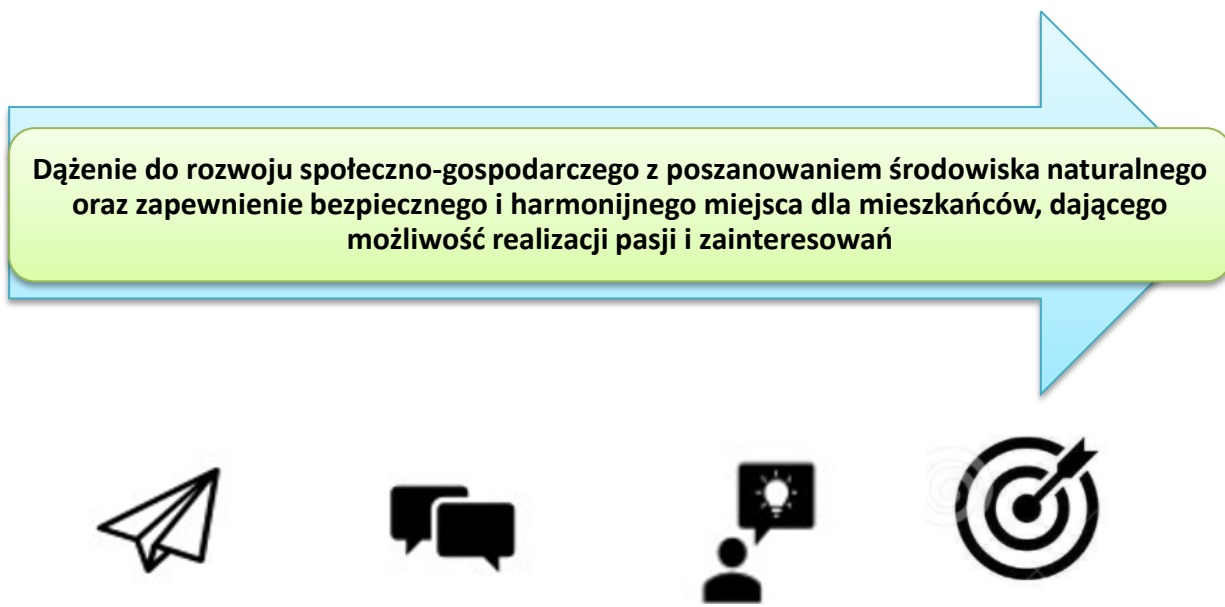 Dążenie do rozwoju społeczno-gospodarczego z poszanowaniem środowiska naturalnego
oraz zapewnienie bezpiecznego i harmonijnego miejsca dla mieszkańców, dającego
możliwość realizacji pasji i zainteresowań